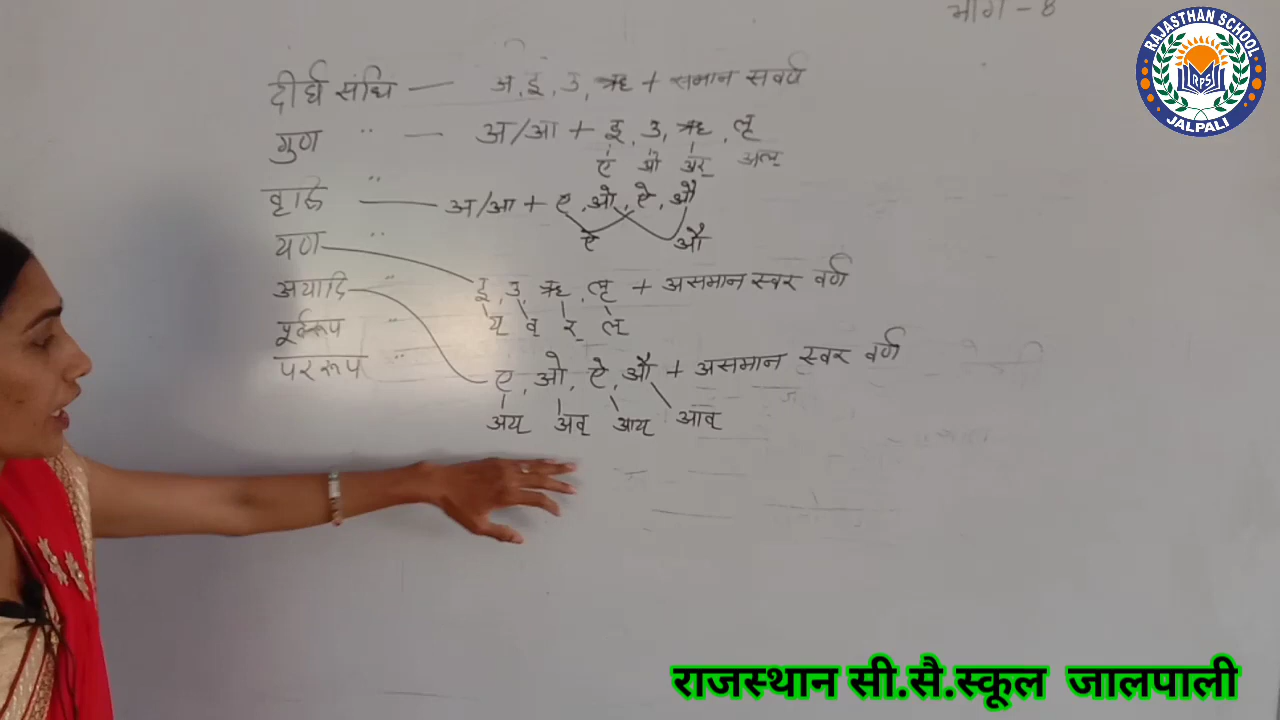 भाग - 8
RAJASTHAN SCHOOL
RPS
JALPALI
दीर्घ संधि — अ, इ, उ, ऋ + समान सवर्ण
गुण " — अ/आ + इ, उ, ऋ, लृ
ए ओ अर् अल्
वृद्धि " — अ/आ + ए, ओ, ऐ, औ
ऐ औ
यण "
इ, उ, ऋ, लृ + असमान स्वर वर्ण
य् व् र् ल्
अयादि "
पूर्वरूप "
पररूप "
ए, ओ, ऐ, औ + असमान स्वर वर्ण
अय् अव् आय् आव्
राजस्थान सी.सै.स्कूल जालपाली